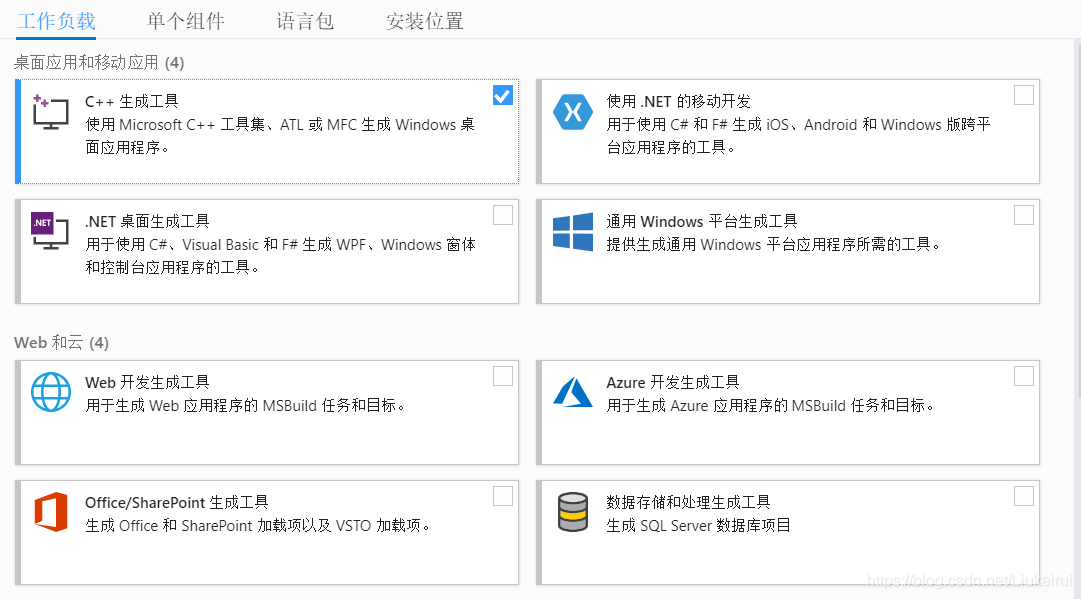 工作负载 单个组件 语言包 安装位置
桌面应用和移动应用 (4)
C++ 生成工具
使用 Microsoft C++ 工具集、ATL 或 MFC 生成 Windows 桌
面应用程序。
使用 .NET 的移动开发
用于使用 C# 和 F# 生成 iOS、Android 和 Windows 版跨平
台应用程序的工具。
.NET
.NET 桌面生成工具
用于使用 C#、Visual Basic 和 F# 生成 WPF、Windows 窗体
和控制台应用程序的工具。
通用 Windows 平台生成工具
提供生成通用 Windows 平台应用程序所需的工具。
Web 和云 (4)
Web 开发生成工具
用于生成 Web 应用程序的 MSBuild 任务和目标。
Azure 开发生成工具
用于生成 Azure 应用程序的 MSBuild 任务和目标。
Office/SharePoint 生成工具
生成 Office 和 SharePoint 加载项以及 VSTO 加载项。
数据存储和处理生成工具
生成 SQL Server 数据库项目
https://blog.csdn.net/Liukairui